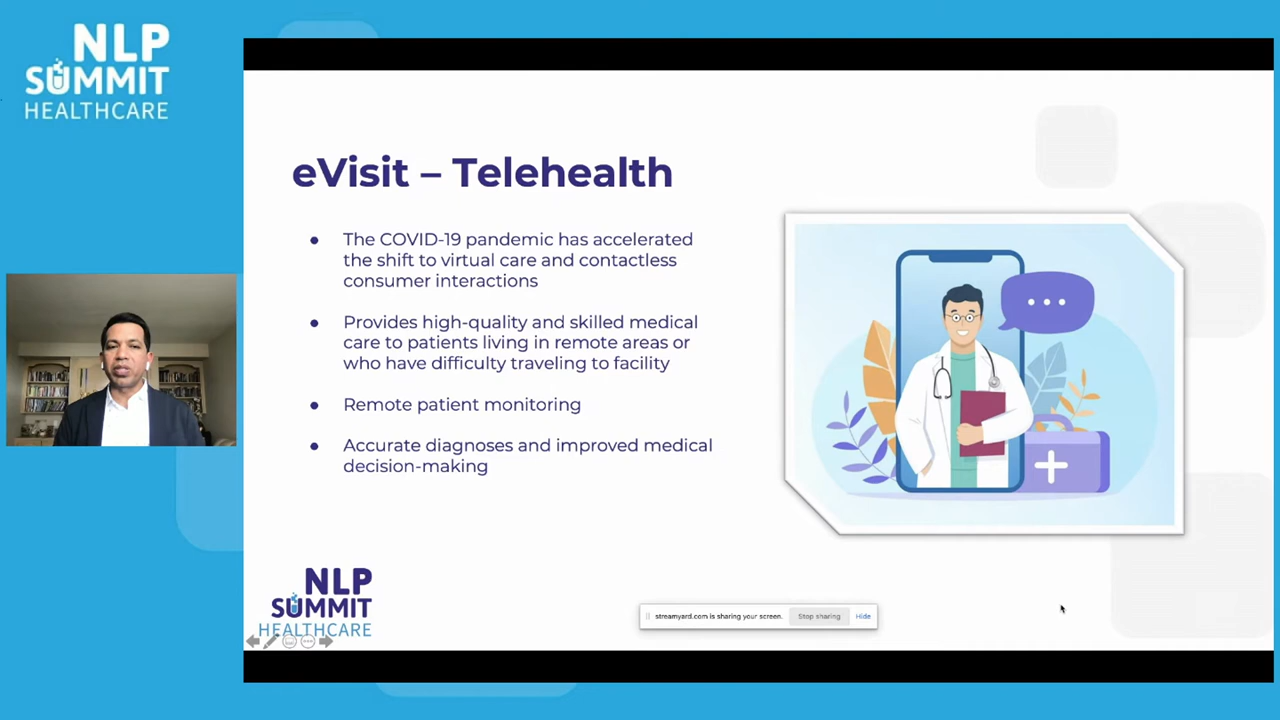 NLP
SUMMIT
HEALTHCARE
eVisit – Telehealth
● The COVID-19 pandemic has accelerated
the shift to virtual care and contactless
consumer interactions
● Provides high-quality and skilled medical
care to patients living in remote areas or
who have difficulty traveling to facility
● Remote patient monitoring
● Accurate diagnoses and improved medical
decision-making
NLP
SUMMIT
HEALTHCARE
streamyard.com is sharing your screen. Stop sharing Hide